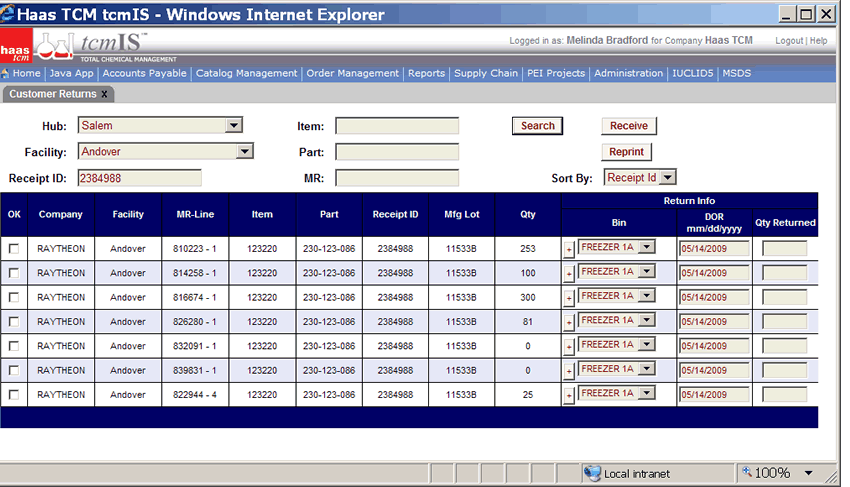 Haas TCM tcmIS - Windows Internet Explorer
haas tcm
tcmIS™
TOTAL CHEMICAL MANAGEMENT
Logged in as: Melinda Bradford for Company Haas TCM Logout | Help
Home | Java App | Accounts Payable | Catalog Management | Order Management | Reports | Supply Chain | PEI Projects | Administration | IUCLID5 | MSDS
Customer Returns x
Hub: Salem Item: Search Receive
Facility: Andover Part: Reprint
Receipt ID: 2384988 MR: Sort By: Receipt Id
Return Info
OK Company Facility MR-Line Item Part Receipt ID Mfg Lot Qty Bin DOR mm/dd/yyyy Qty Returned
RAYTHEON Andover 810223 - 1 123220 230-123-086 2384988 11533B 253 + FREEZER 1A 05/14/2009
RAYTHEON Andover 814258 - 1 123220 230-123-086 2384988 11533B 100 + FREEZER 1A 05/14/2009
RAYTHEON Andover 816674 - 1 123220 230-123-086 2384988 11533B 300 + FREEZER 1A 05/14/2009
RAYTHEON Andover 826280 - 1 123220 230-123-086 2384988 11533B 81 + FREEZER 1A 05/14/2009
RAYTHEON Andover 832091 - 1 123220 230-123-086 2384988 11533B 0 + FREEZER 1A 05/14/2009
RAYTHEON Andover 839831 - 1 123220 230-123-086 2384988 11533B 0 + FREEZER 1A 05/14/2009
RAYTHEON Andover 822944 - 4 123220 230-123-086 2384988 11533B 25 + FREEZER 1A 05/14/2009
Local intranet 100%